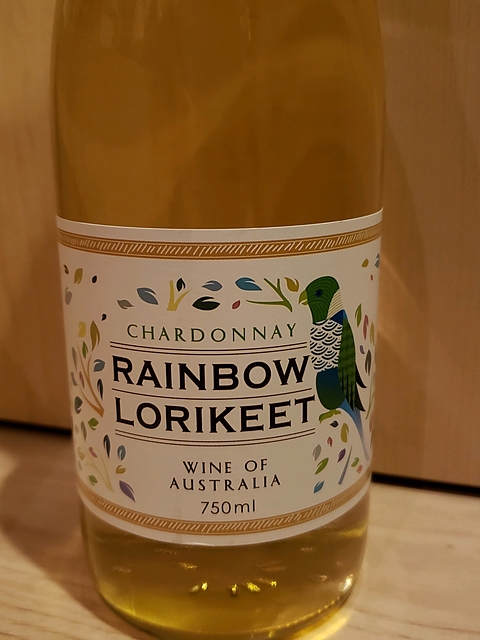 CHARDONNAY
RAINBOW
LORIKEET
WINE OF
AUSTRALIA
750ml